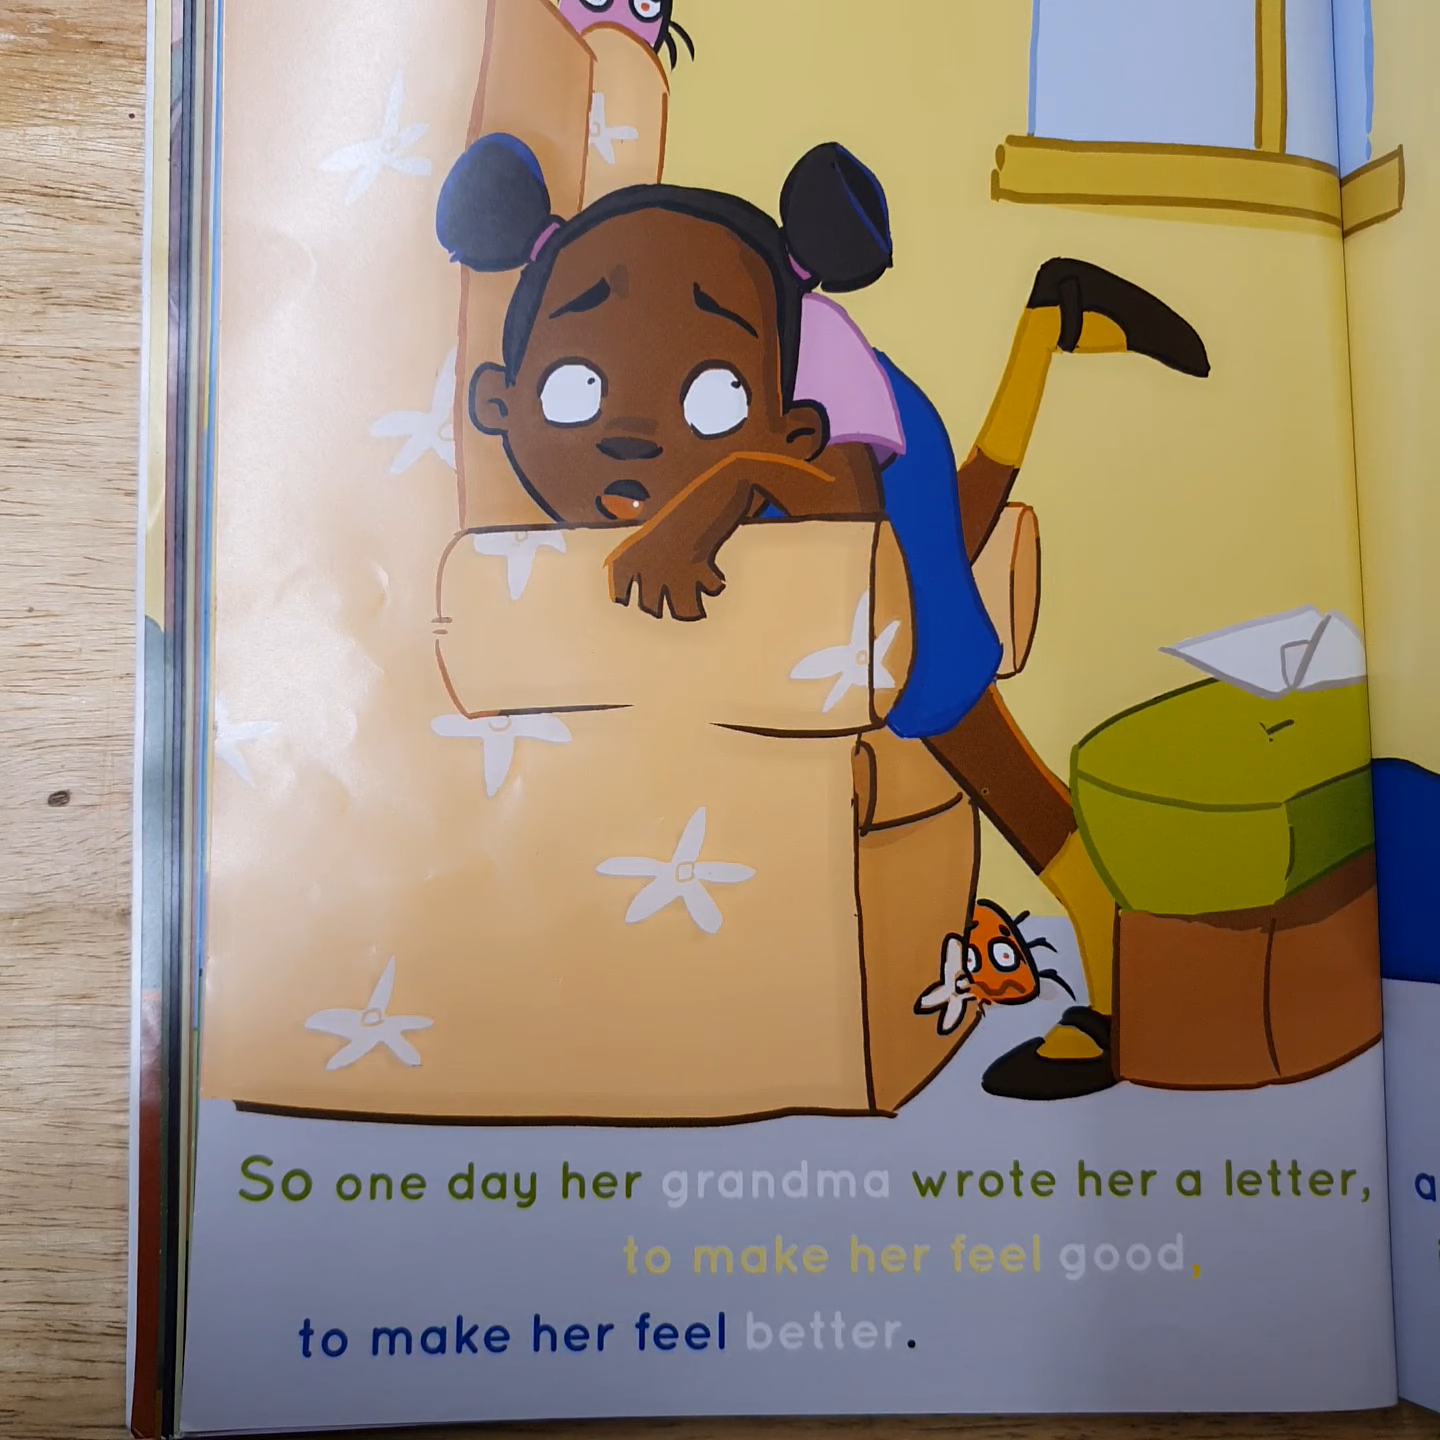 So one day her grandma wrote her a letter,
to make her feel good,
to make her feel better.